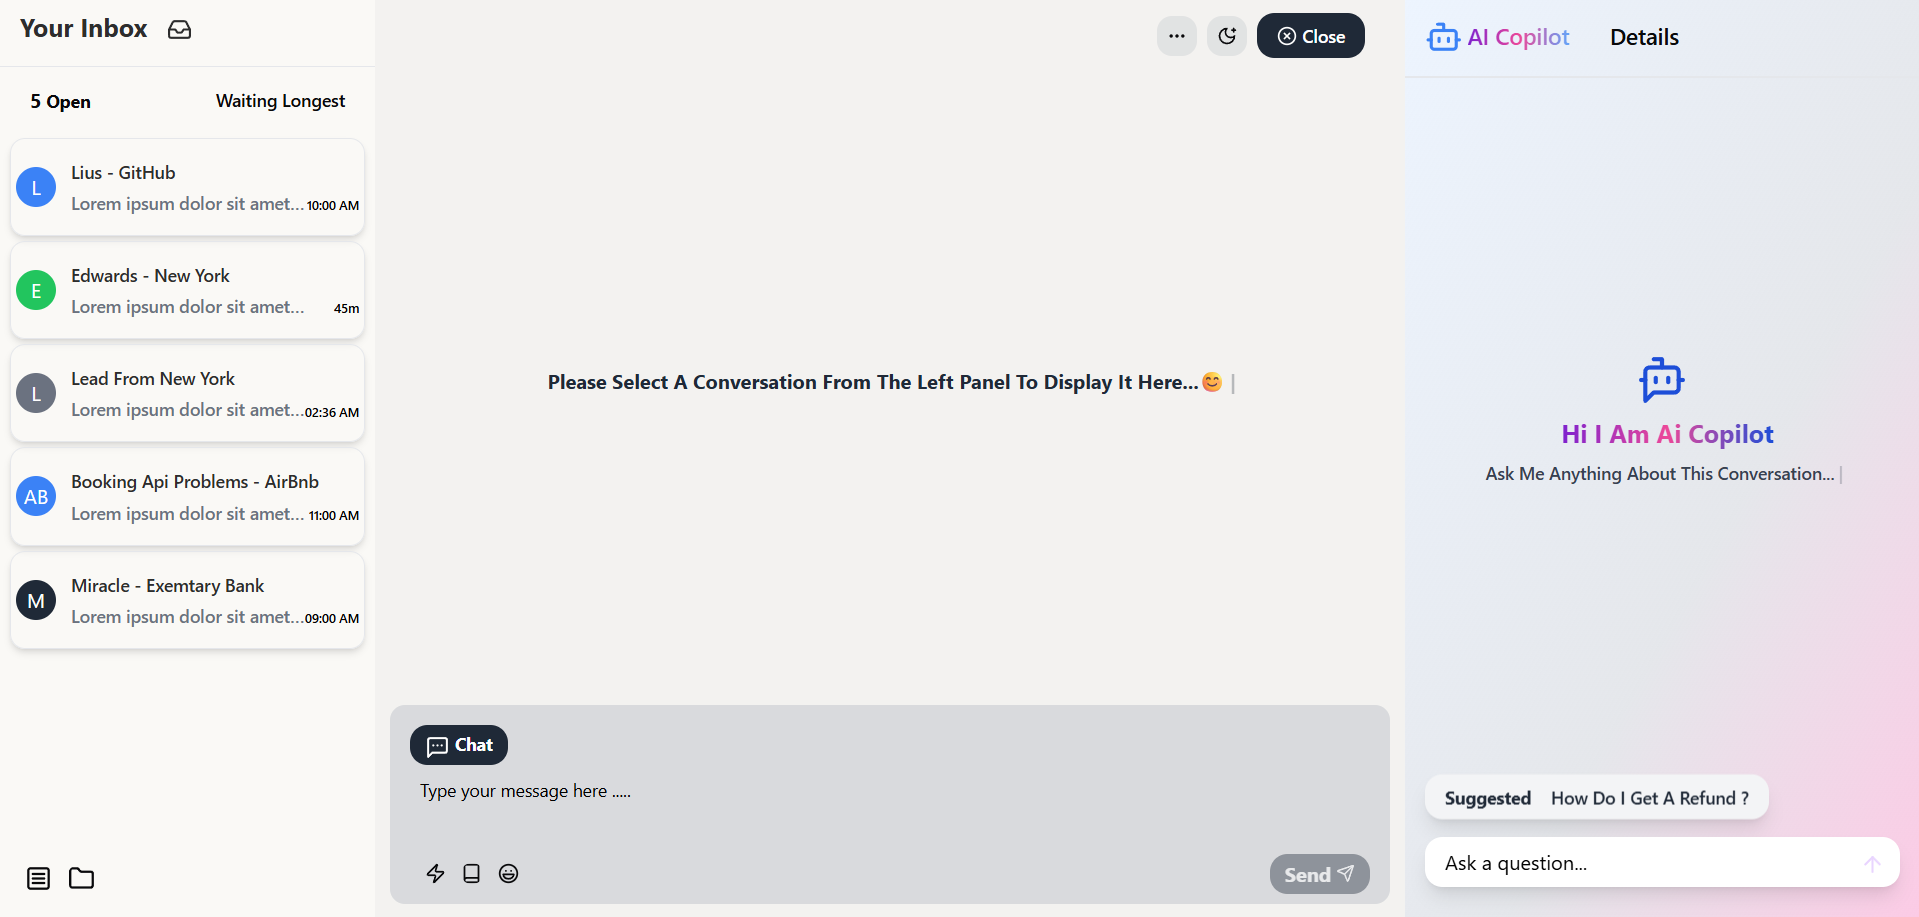 Your Inbox
5 Open Waiting Longest
L
Lius - GitHub
Lorem ipsum dolor sit amet... 10:00 AM
E
Edwards - New York
Lorem ipsum dolor sit amet... 45m
L
Lead From New York
Lorem ipsum dolor sit amet... 02:36 AM
AB
Booking Api Problems - AirBnb
Lorem ipsum dolor sit amet... 11:00 AM
M
Miracle - Exemtary Bank
Lorem ipsum dolor sit amet... 09:00 AM
Close
Please Select A Conversation From The Left Panel To Display It Here...😊 |
Chat
Type your message here .....
Send
AI Copilot Details
Hi I Am Ai Copilot
Ask Me Anything About This Conversation... |
Suggested How Do I Get A Refund ?
Ask a question...